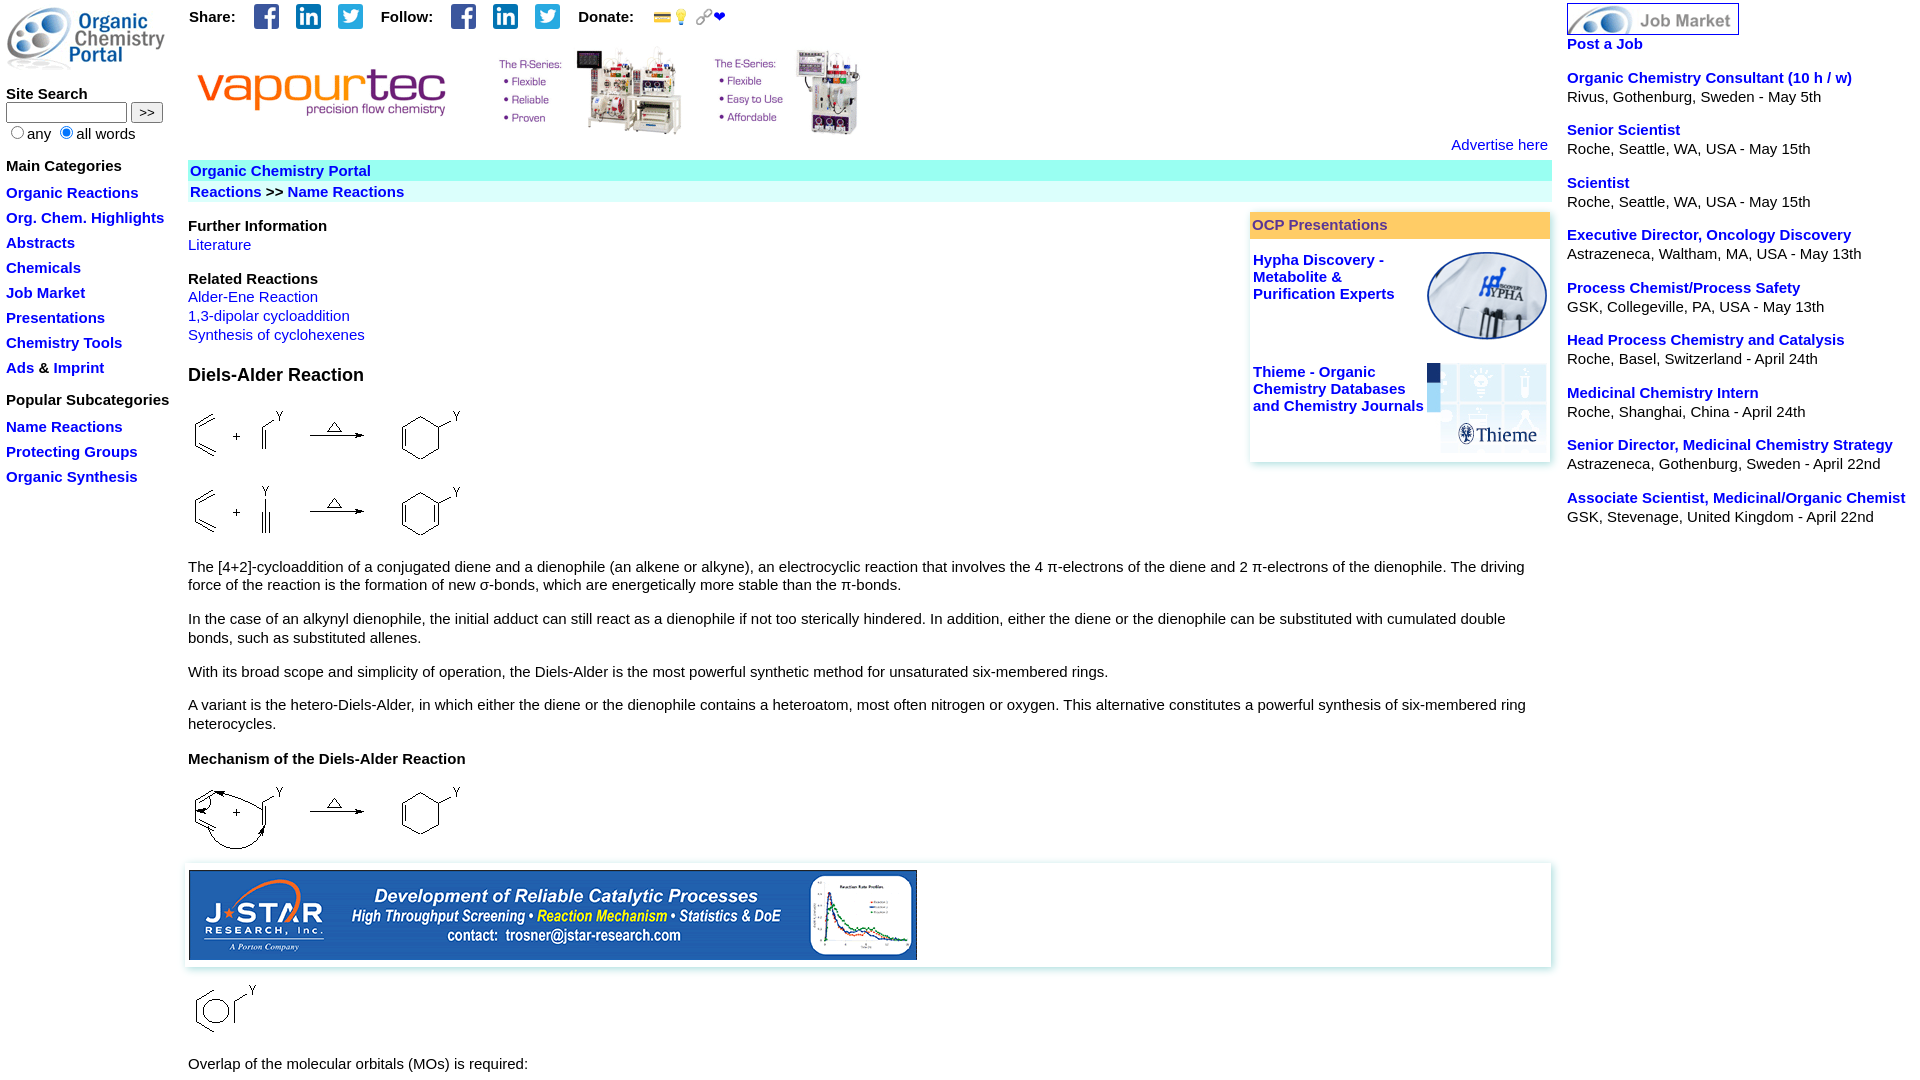 Organic
Chemistry
Portal
Site Search
>>
any all words
Main Categories
Organic Reactions
Org. Chem. Highlights
Abstracts
Chemicals
Job Market
Presentations
Chemistry Tools
Ads & Imprint
Popular Subcategories
Name Reactions
Protecting Groups
Organic Synthesis
Share: Follow: Donate:
vapourtec
precision flow chemistry
The R-Series:
• Flexible
• Reliable
• Proven
The E-Series:
• Flexible
• Easy to Use
• Affordable
Advertise here
Organic Chemistry Portal
Reactions >> Name Reactions
Further Information
Literature
Related Reactions
Alder-Ene Reaction
1,3-dipolar cycloaddition
Synthesis of cyclohexenes
OCP Presentations
Hypha Discovery -
Metabolite &
Purification Experts
DISCOVERY
HYPHA
Thieme - Organic
Chemistry Databases
and Chemistry Journals
Thieme
Diels-Alder Reaction
+ Y Δ Y
+ Y Δ Y
The [4+2]-cycloaddition of a conjugated diene and a dienophile (an alkene or alkyne), an electrocyclic reaction that involves the 4 π-electrons of the diene and 2 π-electrons of the dienophile. The driving
force of the reaction is the formation of new σ-bonds, which are energetically more stable than the π-bonds.
In the case of an alkynyl dienophile, the initial adduct can still react as a dienophile if not too sterically hindered. In addition, either the diene or the dienophile can be substituted with cumulated double
bonds, such as substituted allenes.
With its broad scope and simplicity of operation, the Diels-Alder is the most powerful synthetic method for unsaturated six-membered rings.
A variant is the hetero-Diels-Alder, in which either the diene or the dienophile contains a heteroatom, most often nitrogen or oxygen. This alternative constitutes a powerful synthesis of six-membered ring
heterocycles.
Mechanism of the Diels-Alder Reaction
+ Y Δ Y
J★STAR
RESEARCH, Inc.
A Porton Company
Development of Reliable Catalytic Processes
High Throughput Screening • Reaction Mechanism • Statistics & DoE
contact: trosner@jstar-research.com
Reaction Rate Profiles
Y
Overlap of the molecular orbitals (MOs) is required:
Job Market
Post a Job
Organic Chemistry Consultant (10 h / w)
Rivus, Gothenburg, Sweden - May 5th
Senior Scientist
Roche, Seattle, WA, USA - May 15th
Scientist
Roche, Seattle, WA, USA - May 15th
Executive Director, Oncology Discovery
Astrazeneca, Waltham, MA, USA - May 13th
Process Chemist/Process Safety
GSK, Collegeville, PA, USA - May 13th
Head Process Chemistry and Catalysis
Roche, Basel, Switzerland - April 24th
Medicinal Chemistry Intern
Roche, Shanghai, China - April 24th
Senior Director, Medicinal Chemistry Strategy
Astrazeneca, Gothenburg, Sweden - April 22nd
Associate Scientist, Medicinal/Organic Chemist
GSK, Stevenage, United Kingdom - April 22nd